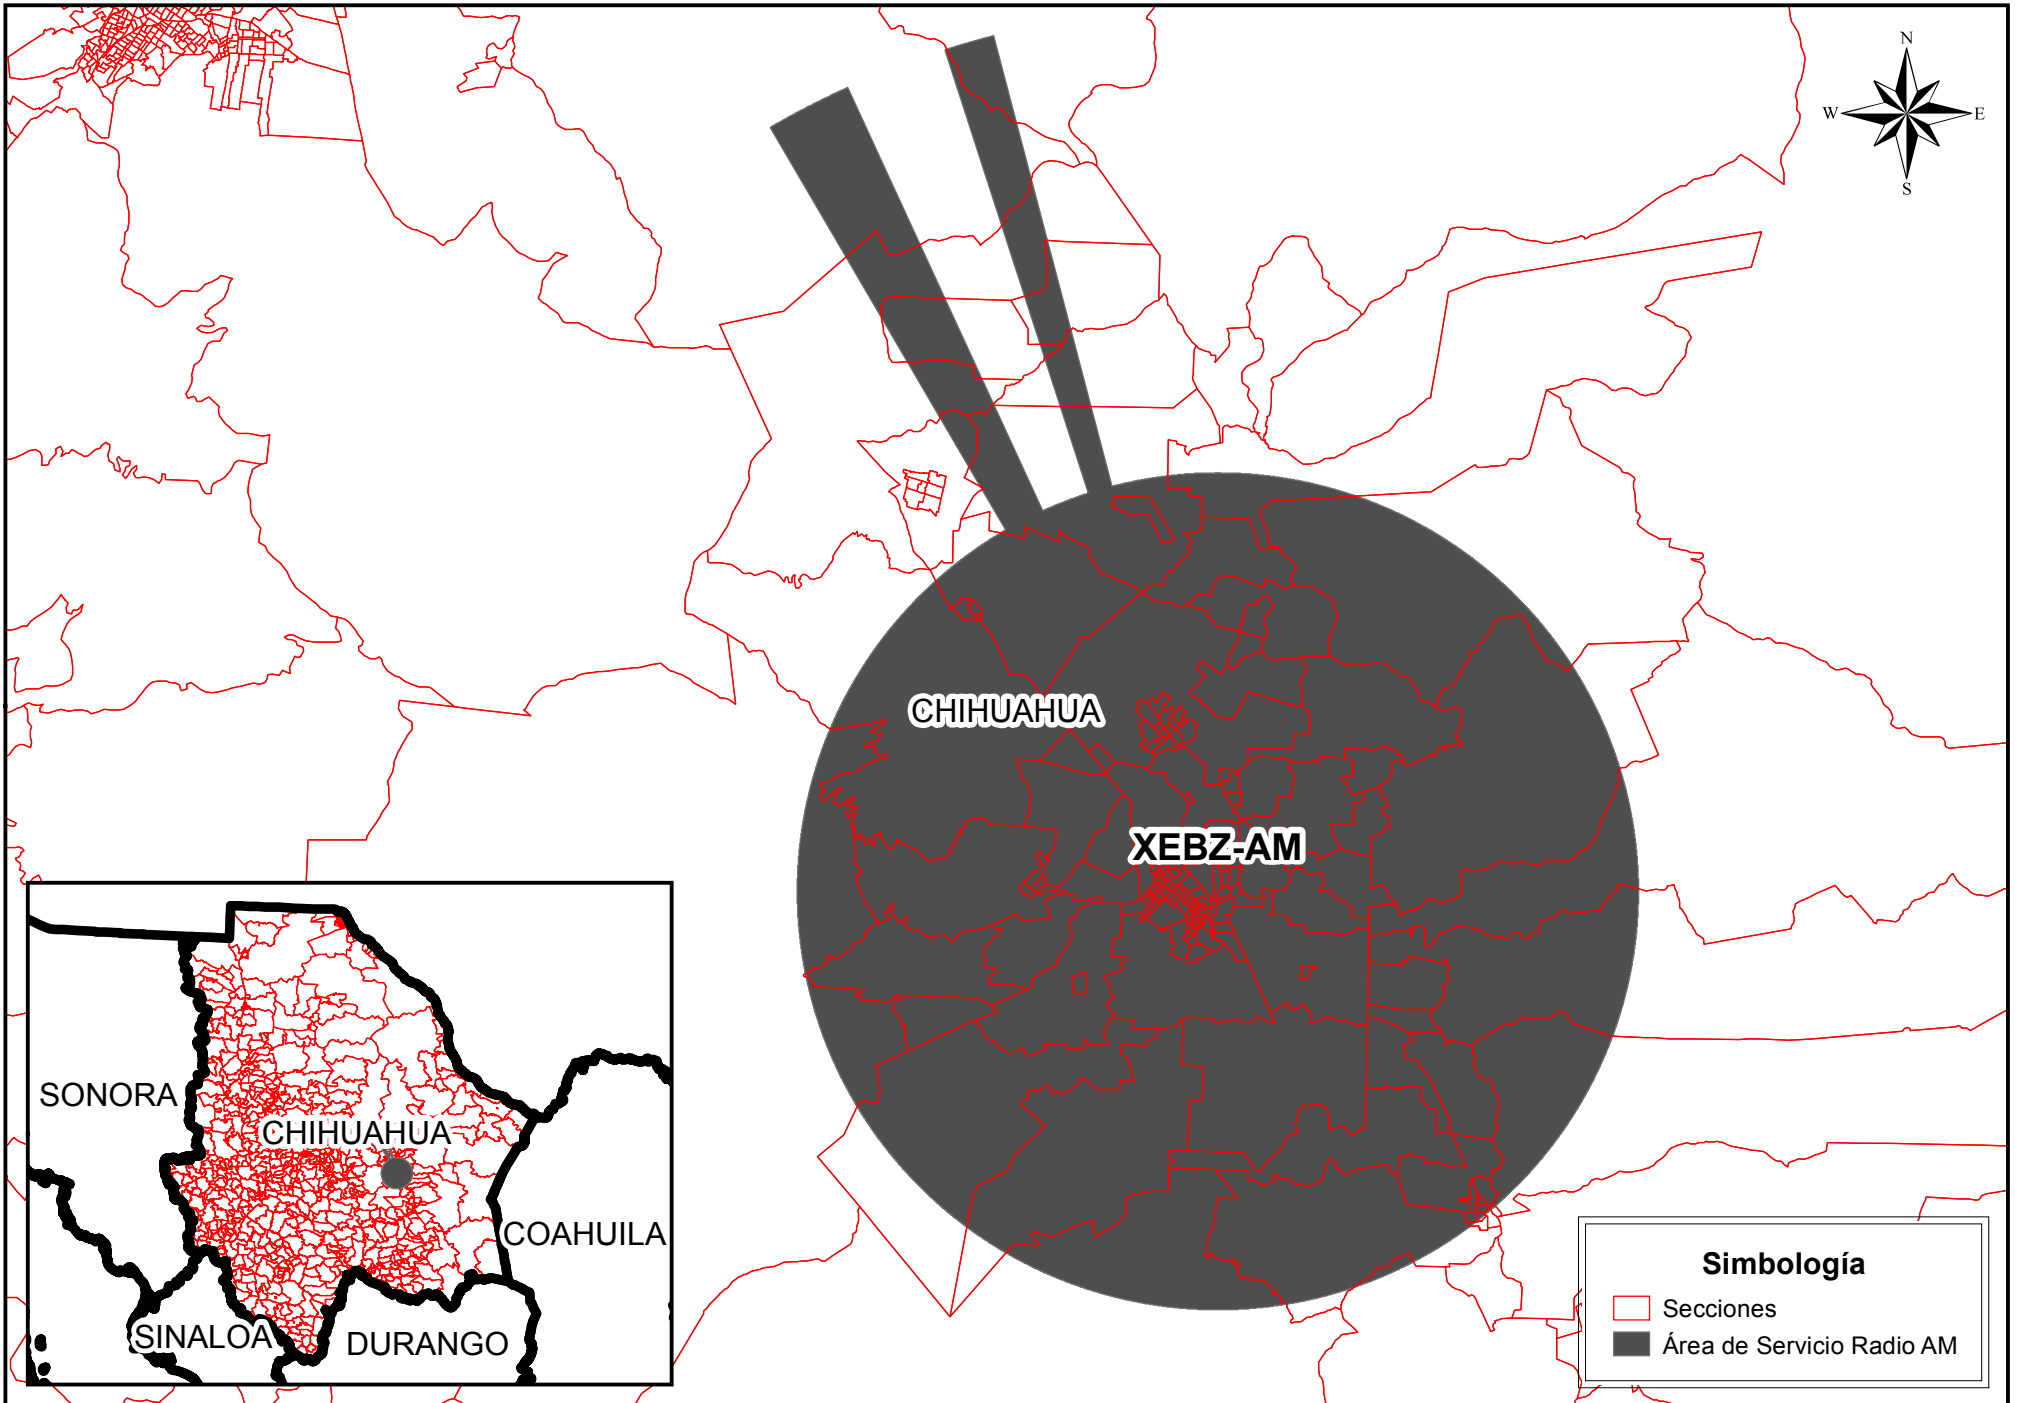 N
W E
S
CHIHUAHUA
XEBZ-AM
SONORA
CHIHUAHUA
COAHUILA
SINALOA
DURANGO
Simbología
Secciones
Área de Servicio Radio AM